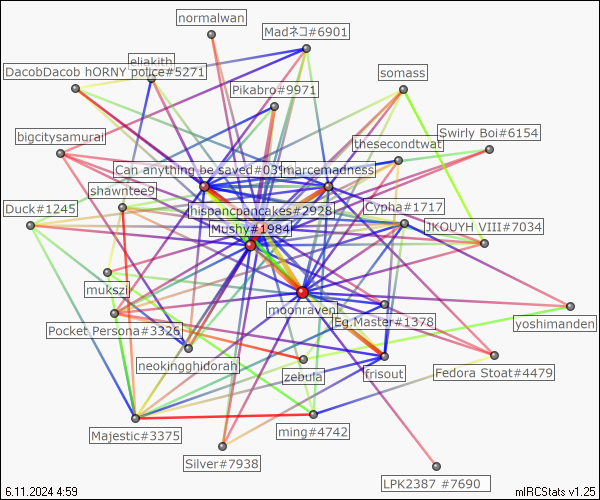 normalwan
Madネコ#6901
eliakith
DacobDacob hORNY police#5271
somass
Pikabro#9971
Swirly Boi#6154
bigcitysamurai
thesecondtwat
Can anything be saved#039
marcemadness
shawntee9
Duck#1245
hispancpancakes#2928
Cypha#1717
Mushy#1984
JKOUYH VIII#7034
mukszi
moonraven
Pocket Persona#3326
Eg.Master#1378
yoshimanden
neokingghidorah
zebula
frisout
Fedora Stoat#4479
Majestic#3375
ming#4742
Silver#7938
LPK2387 #7690
6.11.2024 4:59
mIRCStats v1.25